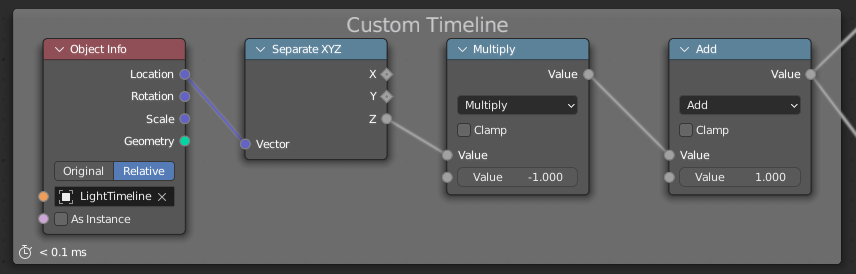 Custom Timeline
Object Info
Location
Rotation
Scale
Geometry
Original Relative
LightTimeline
As Instance
Separate XYZ
X
Y
Z
Vector
Multiply
Value
Multiply
Clamp
Value
Value -1.000
Add
Value
Add
Clamp
Value
Value 1.000
< 0.1 ms